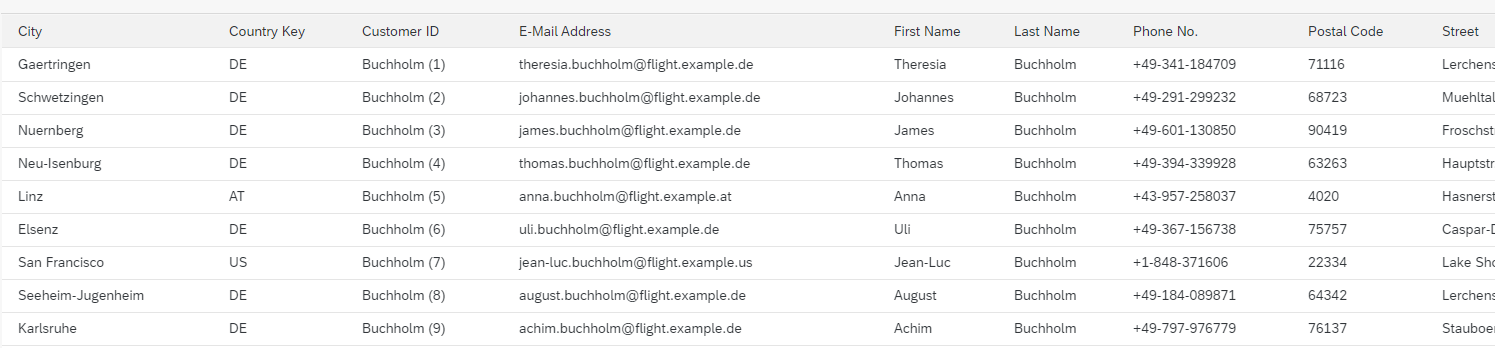 City Country Key Customer ID E-Mail Address First Name Last Name Phone No. Postal Code Street
Gaertringen DE Buchholm (1) theresia.buchholm@flight.example.de Theresia Buchholm +49-341-184709 71116 Lerchens
Schwetzingen DE Buchholm (2) johannes.buchholm@flight.example.de Johannes Buchholm +49-291-299232 68723 Muehltal
Nuernberg DE Buchholm (3) james.buchholm@flight.example.de James Buchholm +49-601-130850 90419 Froschst
Neu-Isenburg DE Buchholm (4) thomas.buchholm@flight.example.de Thomas Buchholm +49-394-339928 63263 Hauptstr
Linz AT Buchholm (5) anna.buchholm@flight.example.at Anna Buchholm +43-957-258037 4020 Hasnerst
Elsenz DE Buchholm (6) uli.buchholm@flight.example.de Uli Buchholm +49-367-156738 75757 Caspar-D
San Francisco US Buchholm (7) jean-luc.buchholm@flight.example.us Jean-Luc Buchholm +1-848-371606 22334 Lake Sho
Seeheim-Jugenheim DE Buchholm (8) august.buchholm@flight.example.de August Buchholm +49-184-089871 64342 Lerchens
Karlsruhe DE Buchholm (9) achim.buchholm@flight.example.de Achim Buchholm +49-797-976779 76137 Stauboe